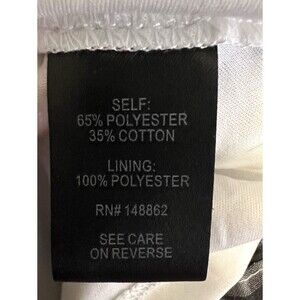 SELF:
65% POLYESTER
35% COTTON
LINING:
100% POLYESTER
RN# 148862
SEE CARE
ON REVERSE